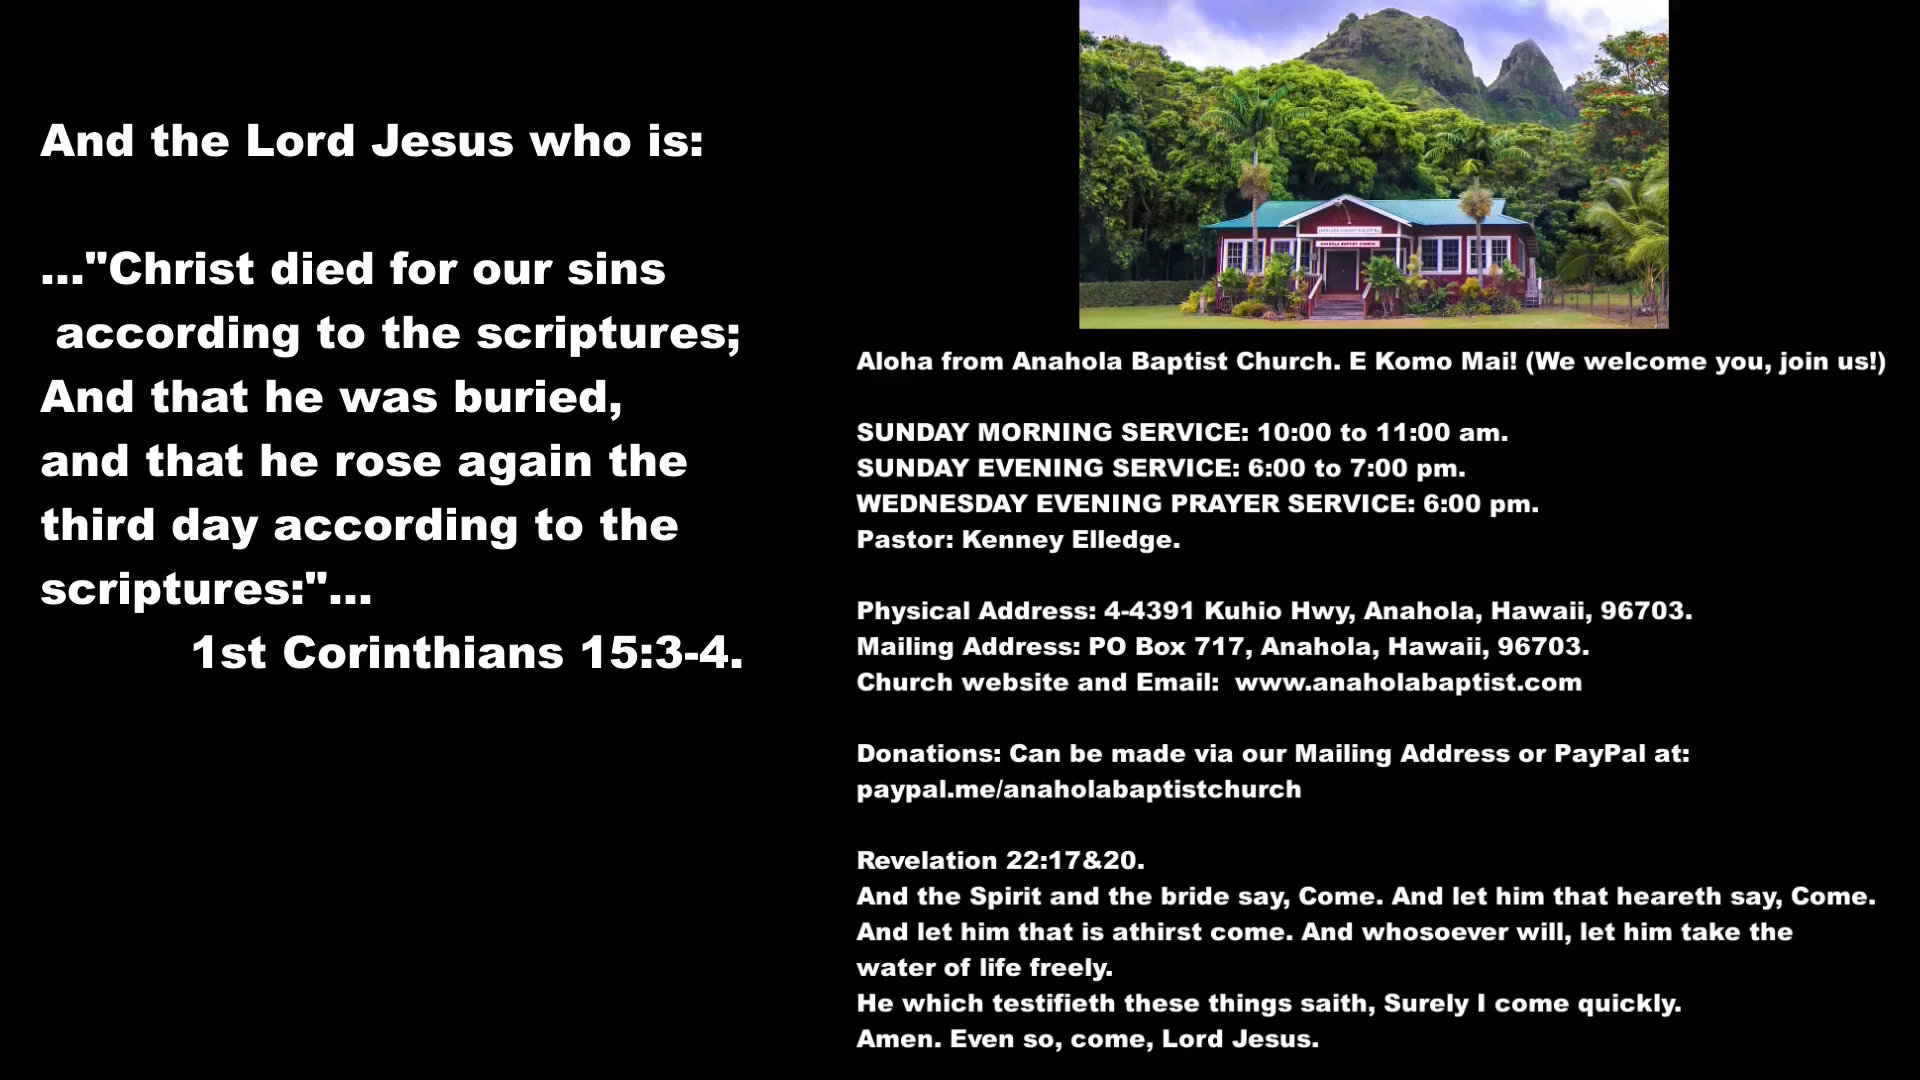 And the Lord Jesus who is:
..."Christ died for our sins
according to the scriptures;
And that he was buried,
and that he rose again the
third day according to the
scriptures:"...
1st Corinthians 15:3-4.
ANAHOLA BAPTIST CHURCH
Aloha from Anahola Baptist Church. E Komo Mai! (We welcome you, join us!)
SUNDAY MORNING SERVICE: 10:00 to 11:00 am.
SUNDAY EVENING SERVICE: 6:00 to 7:00 pm.
WEDNESDAY EVENING PRAYER SERVICE: 6:00 pm.
Pastor: Kenney Elledge.
Physical Address: 4-4391 Kuhio Hwy, Anahola, Hawaii, 96703.
Mailing Address: PO Box 717, Anahola, Hawaii, 96703.
Church website and Email:  www.anaholabaptist.com
Donations: Can be made via our Mailing Address or PayPal at:
paypal.me/anaholabaptistchurch
Revelation 22:17&20.
And the Spirit and the bride say, Come. And let him that heareth say, Come.
And let him that is athirst come. And whosoever will, let him take the
water of life freely.
He which testifieth these things saith, Surely I come quickly.
Amen. Even so, come, Lord Jesus.